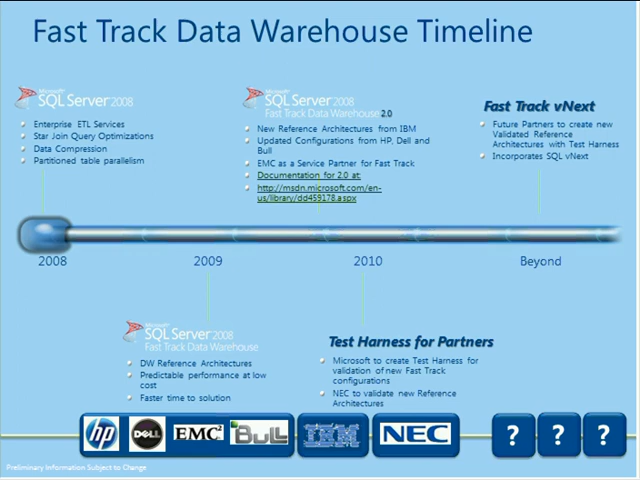 Fast Track Data Warehouse Timeline
Microsoft
SQL Server 2008
Enterprise ETL Services
Star Join Query Optimizations
Data Compression
Partitioned table parallelism
Microsoft
SQL Server 2008
Fast Track Data Warehouse 2.0
New Reference Architectures from IBM
Updated Configurations from HP, Dell and
Bull
EMC as a Service Partner for Fast Track
Documentation for 2.0 at:
http://msdn.microsoft.com/en-
us/library/dd459178.aspx
Fast Track vNext
Future Partners to create new
Validated Reference
Architectures with Test Harness
Incorporates SQL vNext
2008
2009
2010
Beyond
Microsoft
SQL Server 2008
Fast Track Data Warehouse
DW Reference Architectures
Predictable performance at low
cost
Faster time to solution
Test Harness for Partners
Microsoft to create Test Harness for
validation of new Fast Track
configurations
NEC to validate new Reference
Architectures
hp
DELL
EMC²
Bull
IBM
NEC
?
?
?
Preliminary Information Subject to Change